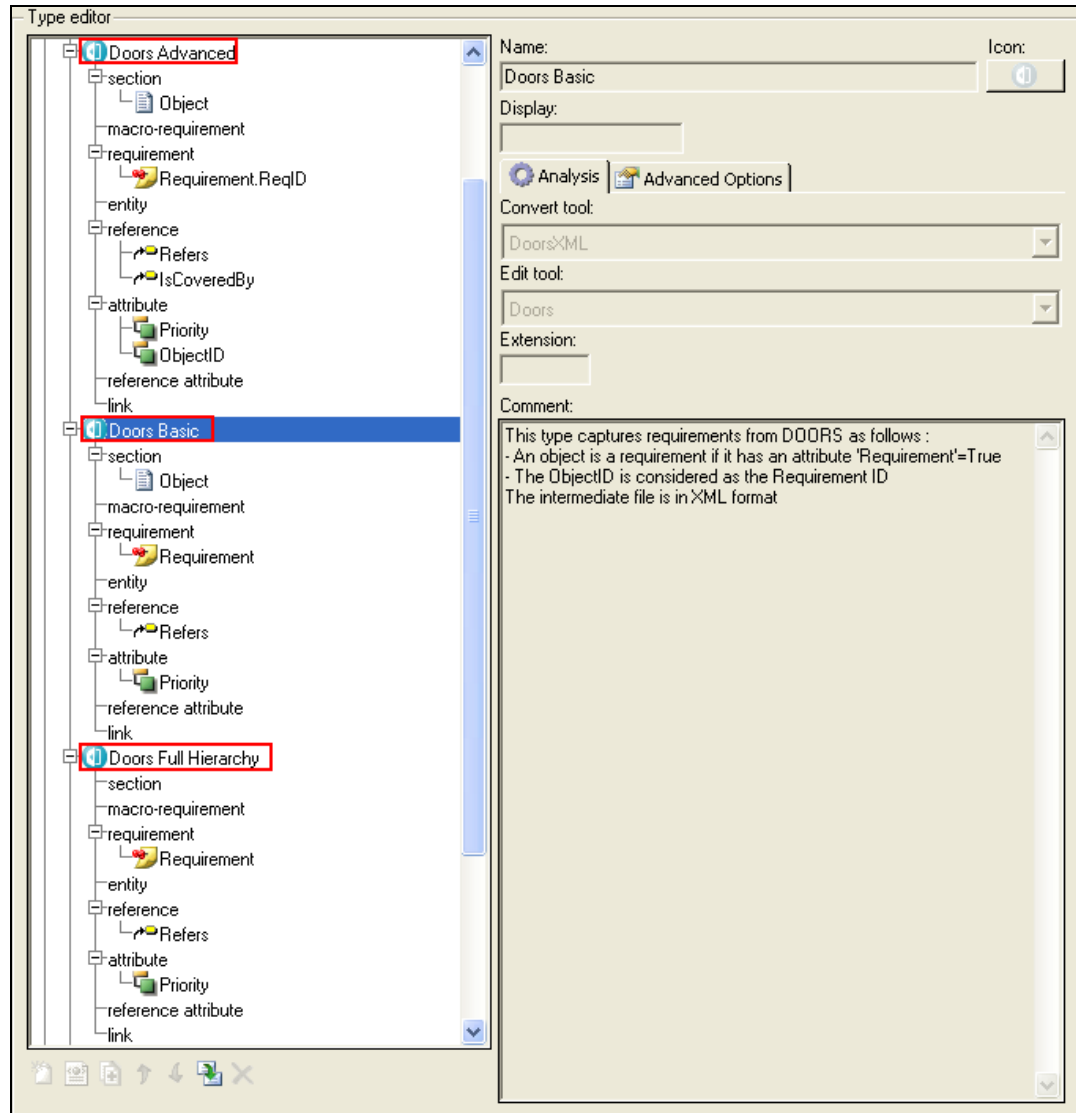 Type editor
Doors Advanced
section
Object
macro-requirement
requirement
Requirement.ReqID
entity
reference
Refers
IsCoveredBy
attribute
Priority
ObjectID
reference attribute
link
Doors Basic
section
Object
macro-requirement
requirement
Requirement
entity
reference
Refers
attribute
Priority
reference attribute
link
Doors Full Hierarchy
section
macro-requirement
requirement
Requirement
entity
reference
Refers
attribute
Priority
reference attribute
link
Name:
Icon:
Doors Basic
Display:
Analysis
Advanced Options
Convert tool:
DoorsXML
Edit tool:
Doors
Extension:
Comment:
This type captures requirements from DOORS as follows :
- An object is a requirement if it has an attribute 'Requirement'=True
- The ObjectID is considered as the Requirement ID
The intermediate file is in XML format